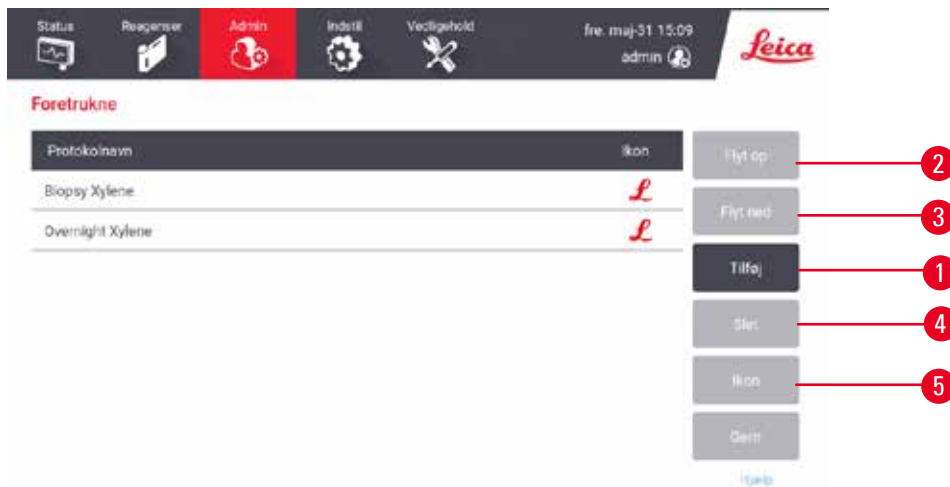 Status Reagenser Admin Indstil Vedligehold fre. maj-31 15:09
admin
Leica
Foretrukne
Protokolnavn Ikon
Flyt op
2
Biopsy Xylene L
Flyt ned
3
Overnight Xylene L
Tilføj
1
Slet
4
Ikon
5
Gem
Hjælp